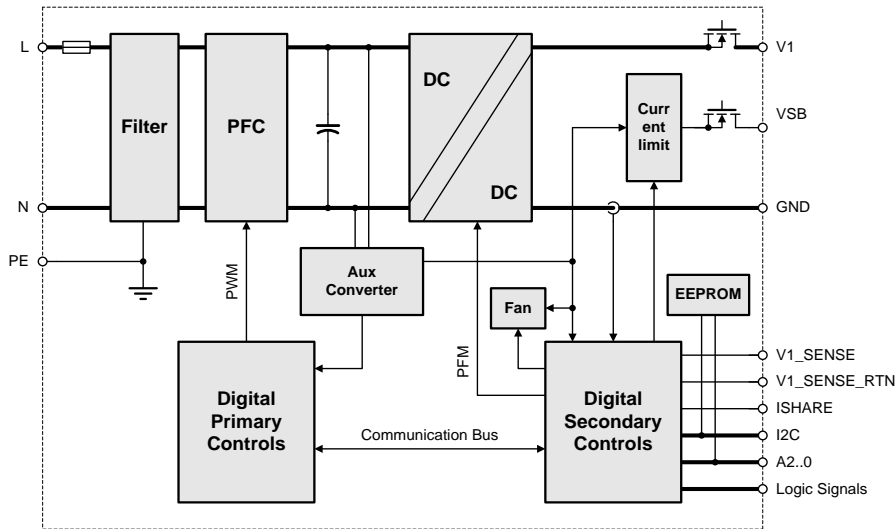 L
Filter
PFC
DC
DC
Curr
ent
limit
V1
VSB
N
GND
PE
PWM
Aux
Converter
PFM
Fan
EEPROM
Digital
Primary
Controls
Communication Bus
Digital
Secondary
Controls
V1_SENSE
V1_SENSE_RTN
ISHARE
I2C
A2..0
Logic Signals